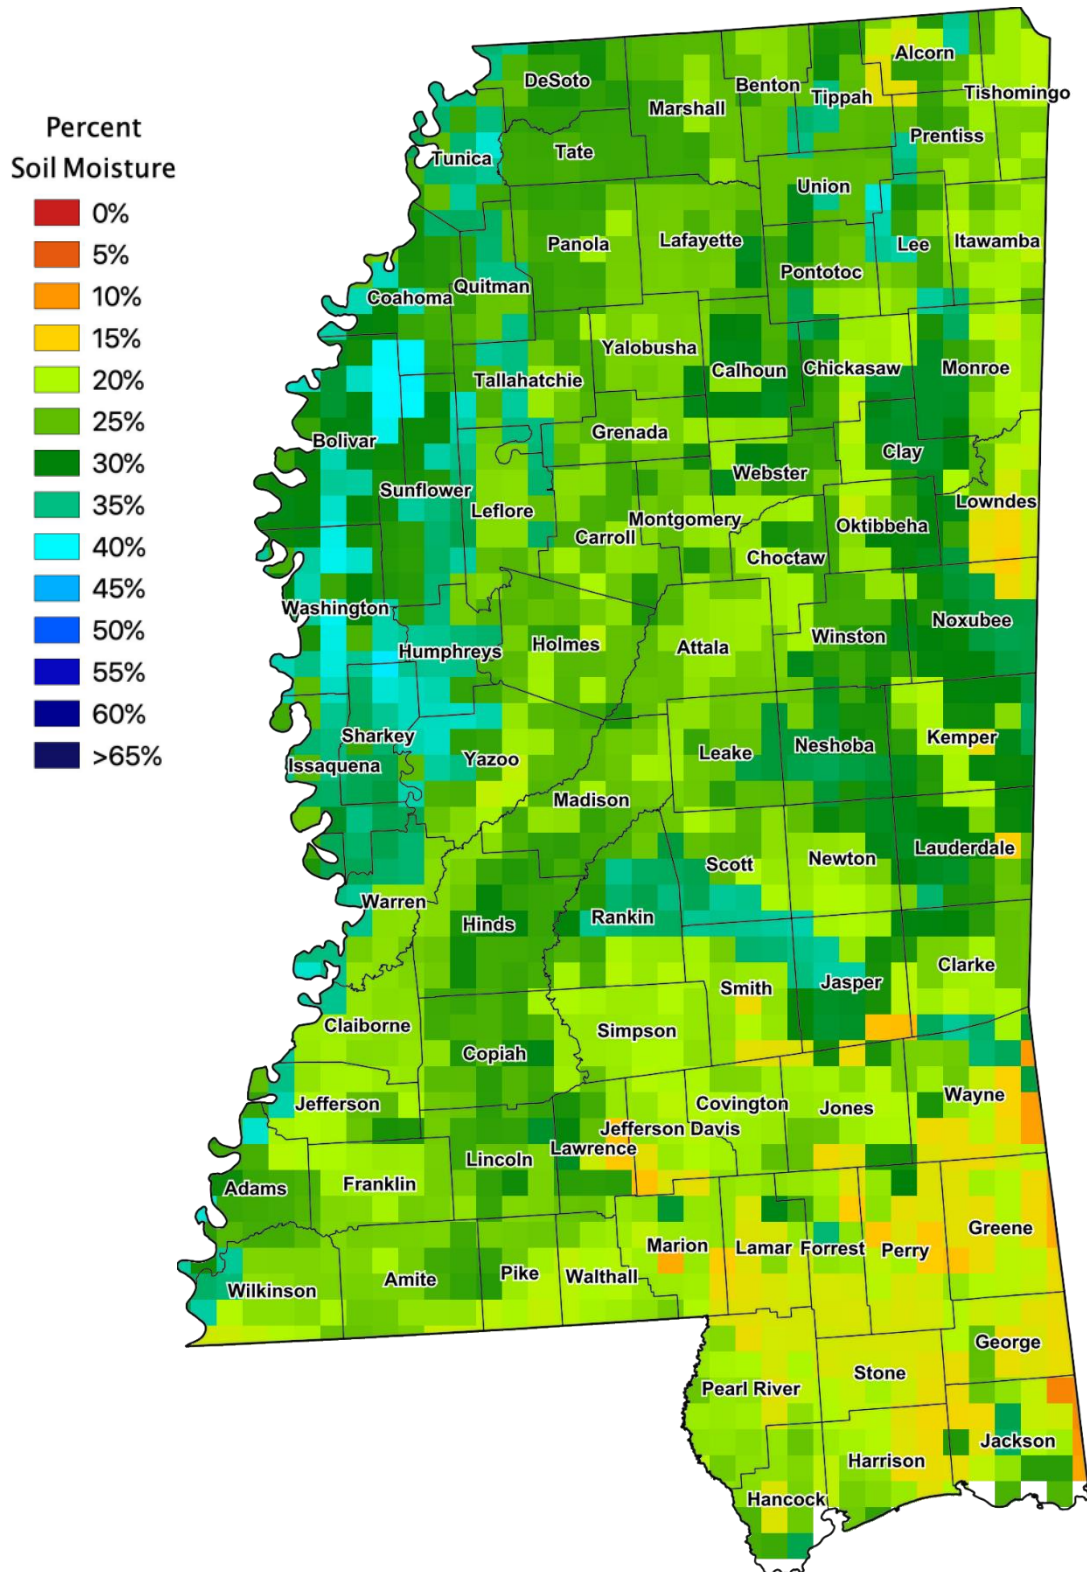 Percent
Soil Moisture
0%
5%
10%
15%
20%
25%
30%
35%
40%
45%
50%
55%
60%
>65%
Alcorn
DeSoto
Benton
Tippah
Tishomingo
Marshall
Prentiss
Tunica
Tate
Union
Panola
Lafayette
Lee
Itawamba
Pontotoc
Quitman
Coahoma
Yalobusha
Calhoun
Chickasaw
Monroe
Tallahatchie
Bolivar
Grenada
Clay
Webster
Sunflower
Lowndes
Leflore
Montgomery
Oktibbeha
Carroll
Choctaw
Washington
Noxubee
Winston
Holmes
Attala
Humphreys
Sharkey
Kemper
Neshoba
Leake
Yazoo
Issaquena
Madison
Lauderdale
Newton
Scott
Warren
Rankin
Hinds
Clarke
Jasper
Smith
Claiborne
Simpson
Copiah
Wayne
Jefferson
Covington
Jones
Jefferson Davis
Lawrence
Lincoln
Franklin
Adams
Greene
Marion
Lamar
Forrest
Perry
Pike
Walthall
Amite
Wilkinson
George
Stone
Pearl River
Jackson
Harrison
Hancock